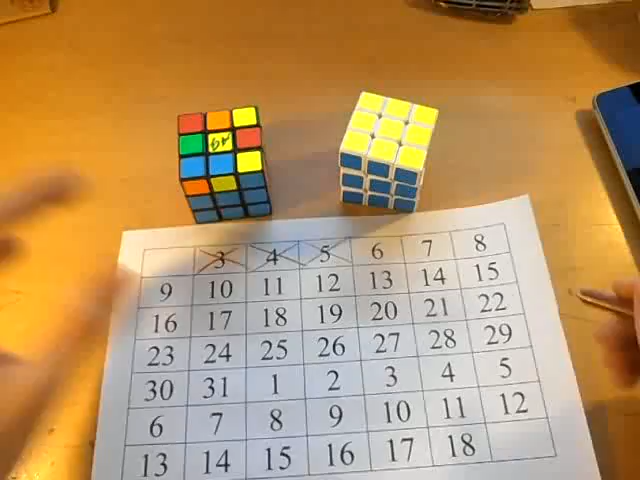 3 4 5 6 7 8
9 10 11 12 13 14 15
16 17 18 19 20 21 22
23 24 25 26 27 28 29
30 31 1 2 3 4 5
6 7 8 9 10 11 12
13 14 15 16 17 18